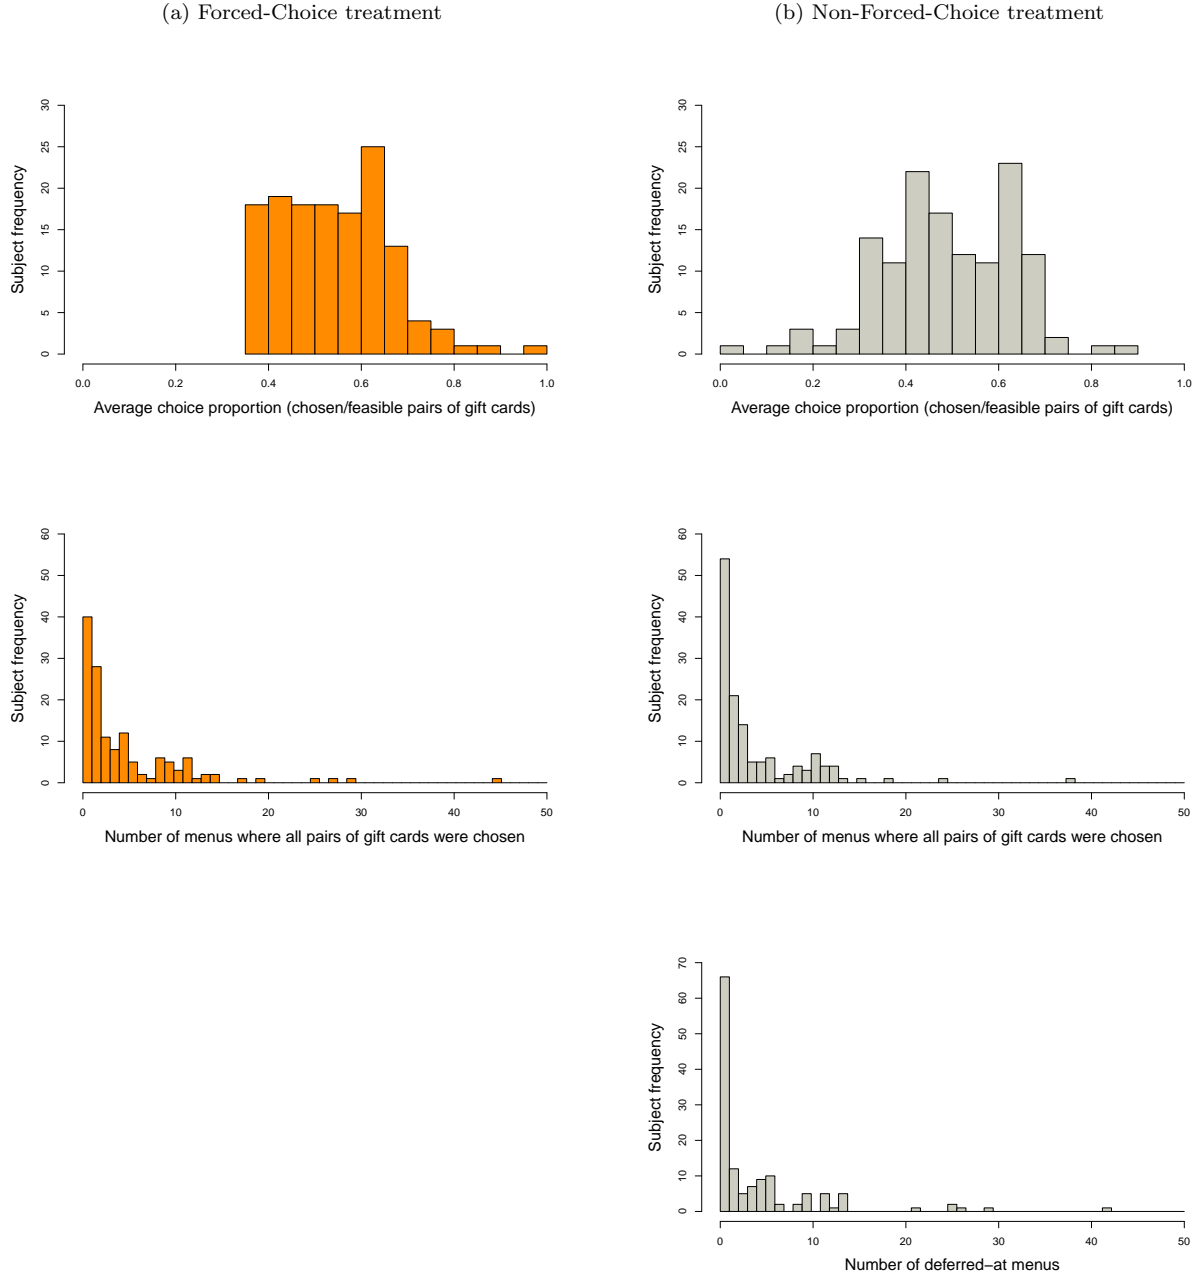 (a) Forced-Choice treatment
(b) Non-Forced-Choice treatment
Subject frequency
0 5 10 15 20 25 30
0.0 0.2 0.4 0.6 0.8 1.0
Average choice proportion (chosen/feasible pairs of gift cards)
Subject frequency
0 5 10 15 20 25 30
0.0 0.2 0.4 0.6 0.8 1.0
Average choice proportion (chosen/feasible pairs of gift cards)
Subject frequency
0 10 20 30 40 50 60
0 10 20 30 40 50
Number of menus where all pairs of gift cards were chosen
Subject frequency
0 10 20 30 40 50 60
0 10 20 30 40 50
Number of menus where all pairs of gift cards were chosen
Subject frequency
0 10 20 30 40 50 60 70
0 10 20 30 40 50
Number of deferred−at menus